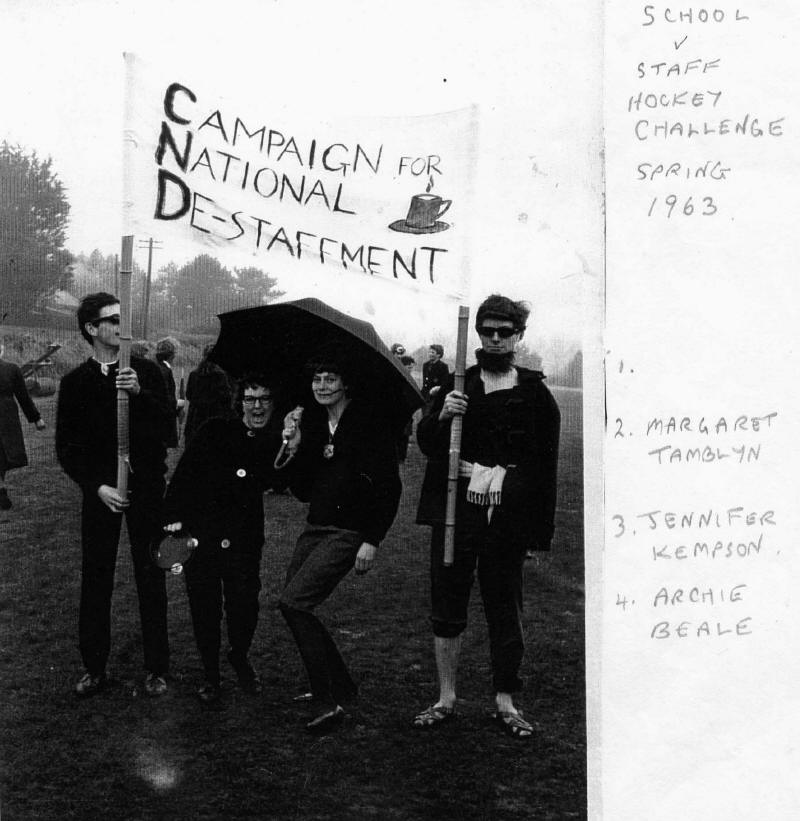 CAMPAIGN FOR
NATIONAL
DE-STAFFMENT
SCHOOL
v
STAFF
HOCKEY
CHALLENGE
SPRING
1963.
1.
2. MARGARET
TAMBLYN
3. JENNIFER
KEMPSON.
4. ARCHIE
BEALE